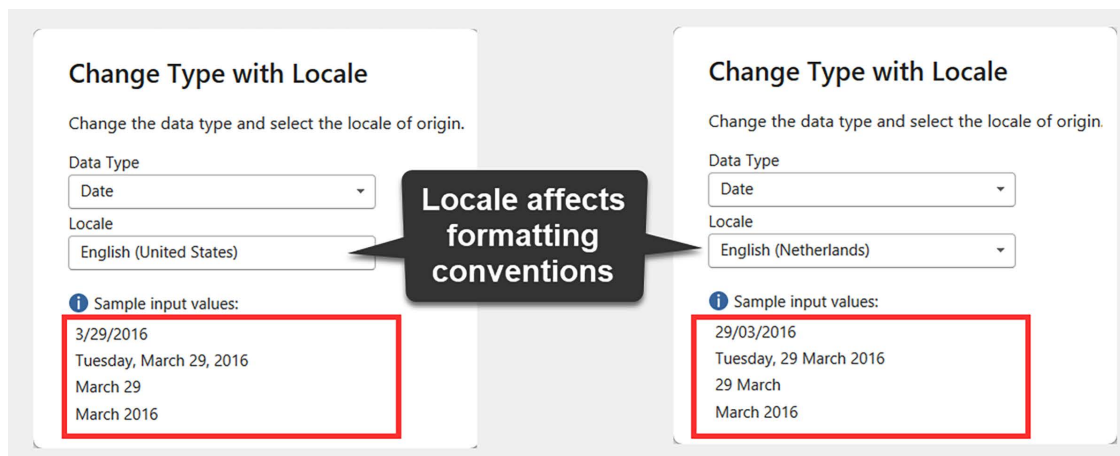 Change Type with Locale
Change the data type and select the locale of origin.
Data Type
Date
Locale
English (United States)
Sample input values:
3/29/2016
Tuesday, March 29, 2016
March 29
March 2016
Locale affects
formatting
conventions
Change Type with Locale
Change the data type and select the locale of origin.
Data Type
Date
Locale
English (Netherlands)
Sample input values:
29/03/2016
Tuesday, 29 March 2016
29 March
March 2016